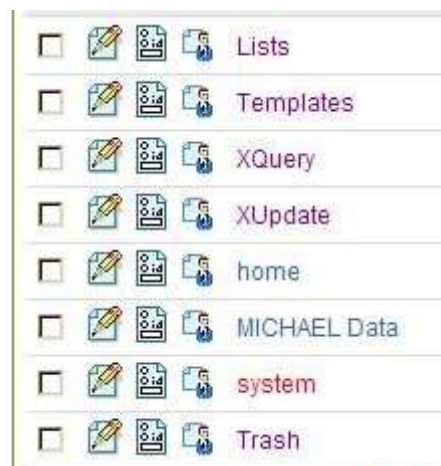 Lists
Templates
XQuery
XUpdate
home
MICHAEL Data
system
Trash